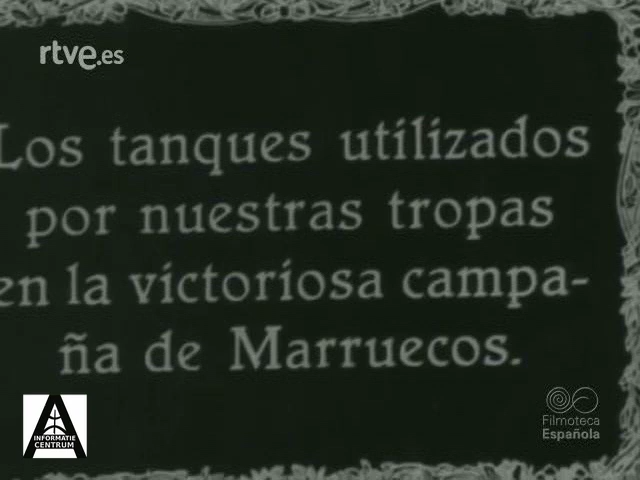 rtve.es
Los tanques utilizados
por nuestras tropas
en la victoriosa campa-
ña de Marruecos.
Filmoteca
Española
INFORMATIE
CENTRUM